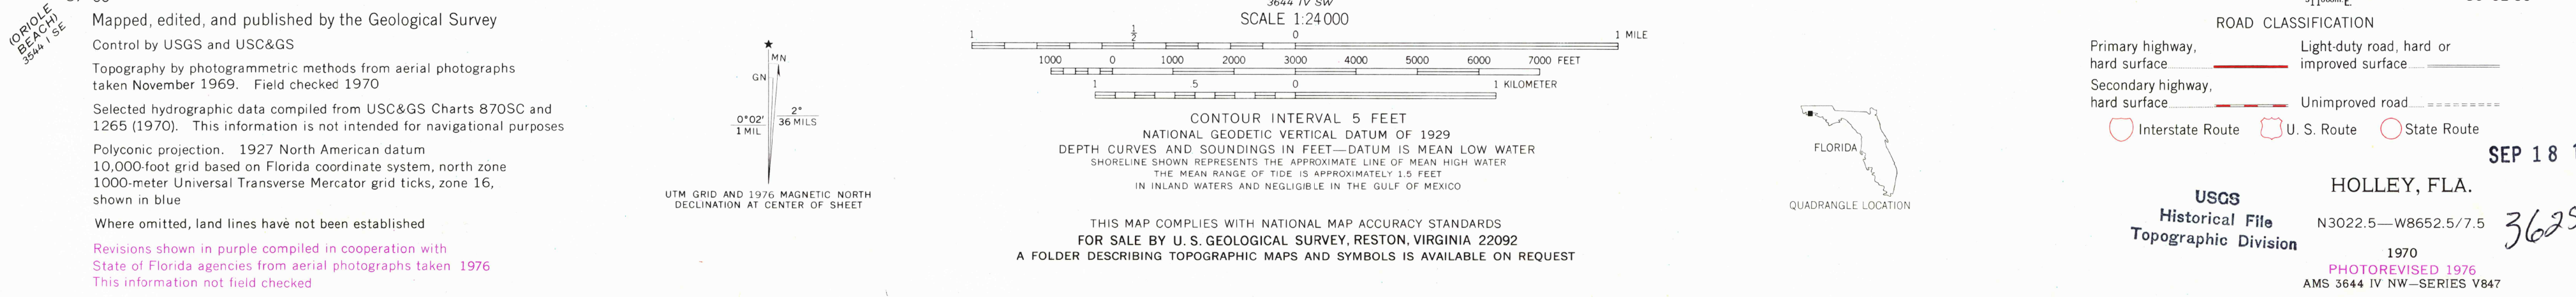 (ORIOLE
BEACH)
3544 I SE
Mapped, edited, and published by the Geological Survey
Control by USGS and USC&GS
Topography by photogrammetric methods from aerial photographs
taken November 1969. Field checked 1970
Selected hydrographic data compiled from USC&GS Charts 870SC and
1265 (1970). This information is not intended for navigational purposes
Polyconic projection. 1927 North American datum
10,000-foot grid based on Florida coordinate system, north zone
1000-meter Universal Transverse Mercator grid ticks, zone 16,
shown in blue
Where omitted, land lines have not been established
Revisions shown in purple compiled in cooperation with
State of Florida agencies from aerial photographs taken 1976
This information not field checked
★
MN
GN
0°02'
1 MIL
2°
36 MILS
UTM GRID AND 1976 MAGNETIC NORTH
DECLINATION AT CENTER OF SHEET
3644 IV SW
SCALE 1:24 000
1 ½ 0 1 MILE
1000 0 1000 2000 3000 4000 5000 6000 7000 FEET
1 .5 0 1 KILOMETER
CONTOUR INTERVAL 5 FEET
NATIONAL GEODETIC VERTICAL DATUM OF 1929
DEPTH CURVES AND SOUNDINGS IN FEET—DATUM IS MEAN LOW WATER
SHORELINE SHOWN REPRESENTS THE APPROXIMATE LINE OF MEAN HIGH WATER
THE MEAN RANGE OF TIDE IS APPROXIMATELY 1.5 FEET
IN INLAND WATERS AND NEGLIGIBLE IN THE GULF OF MEXICO
THIS MAP COMPLIES WITH NATIONAL MAP ACCURACY STANDARDS
FOR SALE BY U. S. GEOLOGICAL SURVEY, RESTON, VIRGINIA 22092
A FOLDER DESCRIBING TOPOGRAPHIC MAPS AND SYMBOLS IS AVAILABLE ON REQUEST
FLORIDA
QUADRANGLE LOCATION
ROAD CLASSIFICATION
Primary highway,
hard surface
Light-duty road, hard or
improved surface
Secondary highway,
hard surface
Unimproved road
Interstate Route U. S. Route State Route
SEP 18
USGS
Historical File
Topographic Division
HOLLEY, FLA.
N3022.5—W8652.5/7.5
3625
1970
PHOTOREVISED 1976
AMS 3644 IV NW—SERIES V847